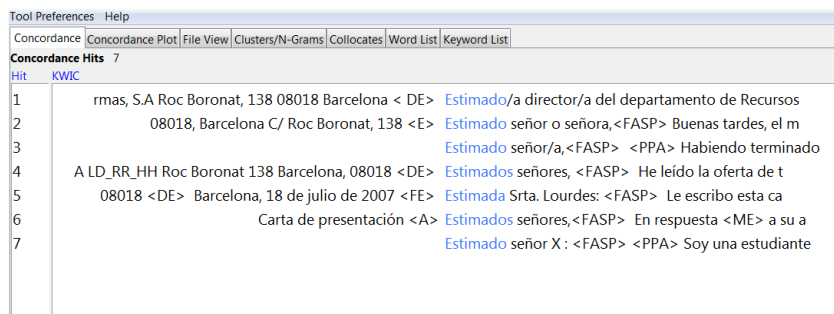 Tool Preferences Help
Concordance Concordance Plot File View Clusters/N-Grams Collocates Word List Keyword List
Concordance Hits 7
Hit KWIC
1 rmas, S.A Roc Boronat, 138 08018 Barcelona < DE> Estimado/a director/a del departamento de Recursos
2 08018, Barcelona C/ Roc Boronat, 138 <E> Estimado señor o señora,<FASP> Buenas tardes, el m
3 Estimado señor/a,<FASP> <PPA> Habiendo terminado
4 A LD_RR_HH Roc Boronat 138 Barcelona, 08018 <DE> Estimados señores, <FASP> He leído la oferta de t
5 08018 <DE> Barcelona, 18 de julio de 2007 <FE> Estimada Srta. Lourdes: <FASP> Le escribo esta ca
6 Carta de presentación <A> Estimados señores,<FASP> En respuesta <ME> a su a
7 Estimado señor X : <FASP> <PPA> Soy una estudiante